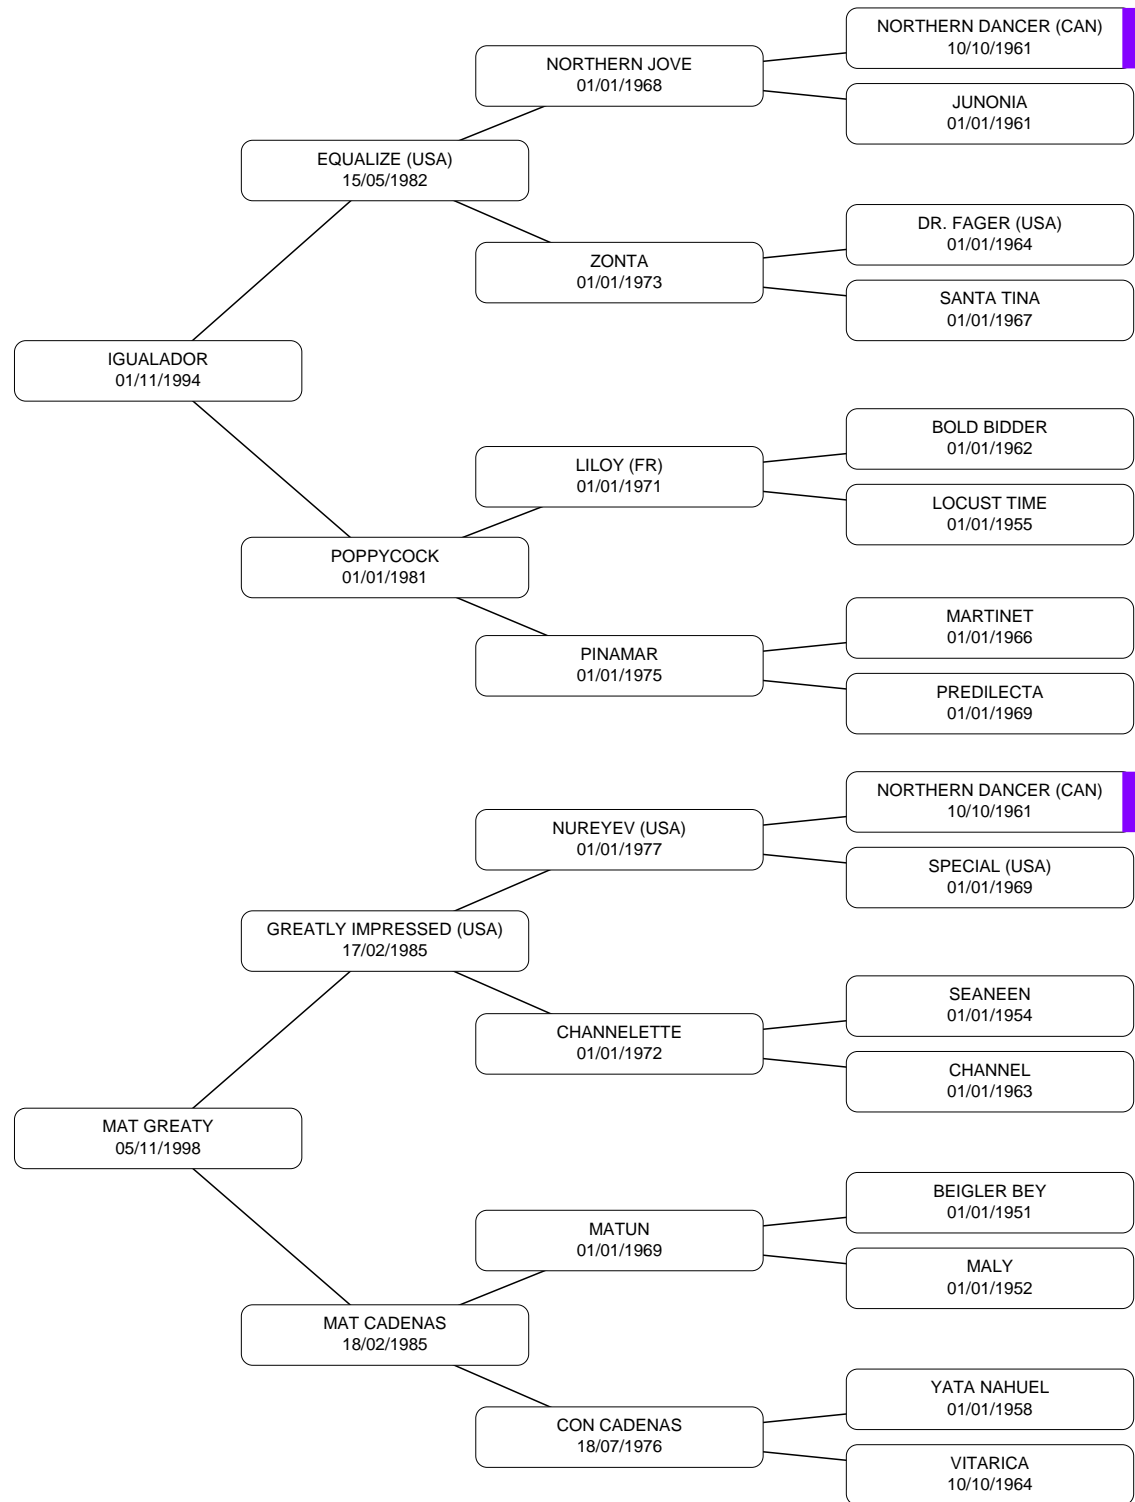 NORTHERN DANCER (CAN)
10/10/1961
NORTHERN JOVE
01/01/1968
JUNONIA
01/01/1961
EQUALIZE (USA)
15/05/1982
DR. FAGER (USA)
01/01/1964
ZONTA
01/01/1973
SANTA TINA
01/01/1967
IGUALADOR
01/11/1994
BOLD BIDDER
01/01/1962
LILOY (FR)
01/01/1971
LOCUST TIME
01/01/1955
POPPYCOCK
01/01/1981
MARTINET
01/01/1966
PINAMAR
01/01/1975
PREDILECTA
01/01/1969
NORTHERN DANCER (CAN)
10/10/1961
NUREYEV (USA)
01/01/1977
SPECIAL (USA)
01/01/1969
GREATLY IMPRESSED (USA)
17/02/1985
SEANEEN
01/01/1954
CHANNELETTE
01/01/1972
CHANNEL
01/01/1963
MAT GREATY
05/11/1998
BEIGLER BEY
01/01/1951
MATUN
01/01/1969
MALY
01/01/1952
MAT CADENAS
18/02/1985
YATA NAHUEL
01/01/1958
CON CADENAS
18/07/1976
VITARICA
10/10/1964